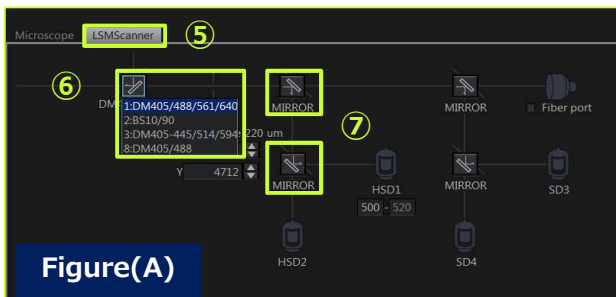 Microscope LSMScanner ⑤
⑥
DM4
1:DM405/488/561/640
2:BS10/90
3:DM405-445/514/594
8:DM405/488
220 um
Y 4712
MIRROR
⑦
MIRROR
MIRROR
Fiber port
MIRROR
HSD1
500 - 520
SD3
HSD2
SD4
Figure(A)